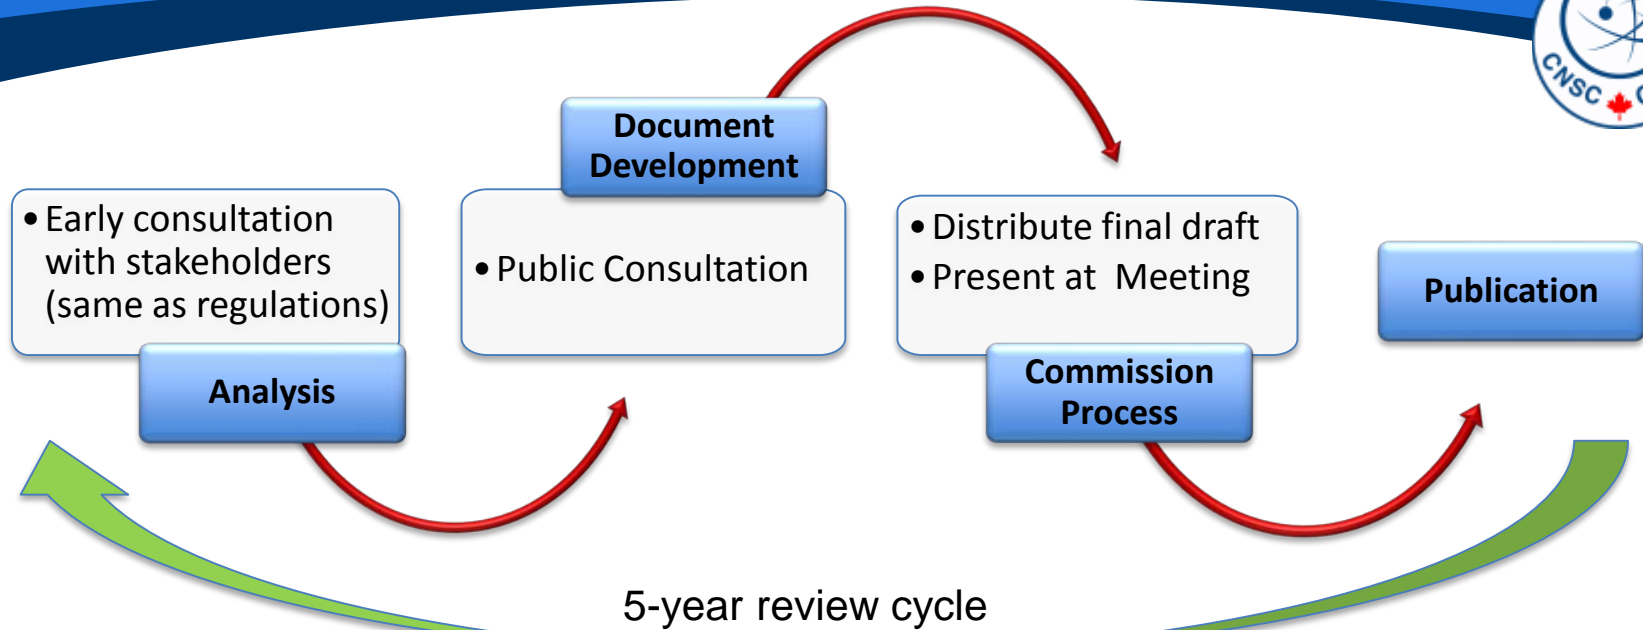 CNSC
Document
Development
• Early consultation
with stakeholders
(same as regulations)
Analysis
• Public Consultation
• Distribute final draft
• Present at  Meeting
Commission
Process
Publication
5-year review cycle